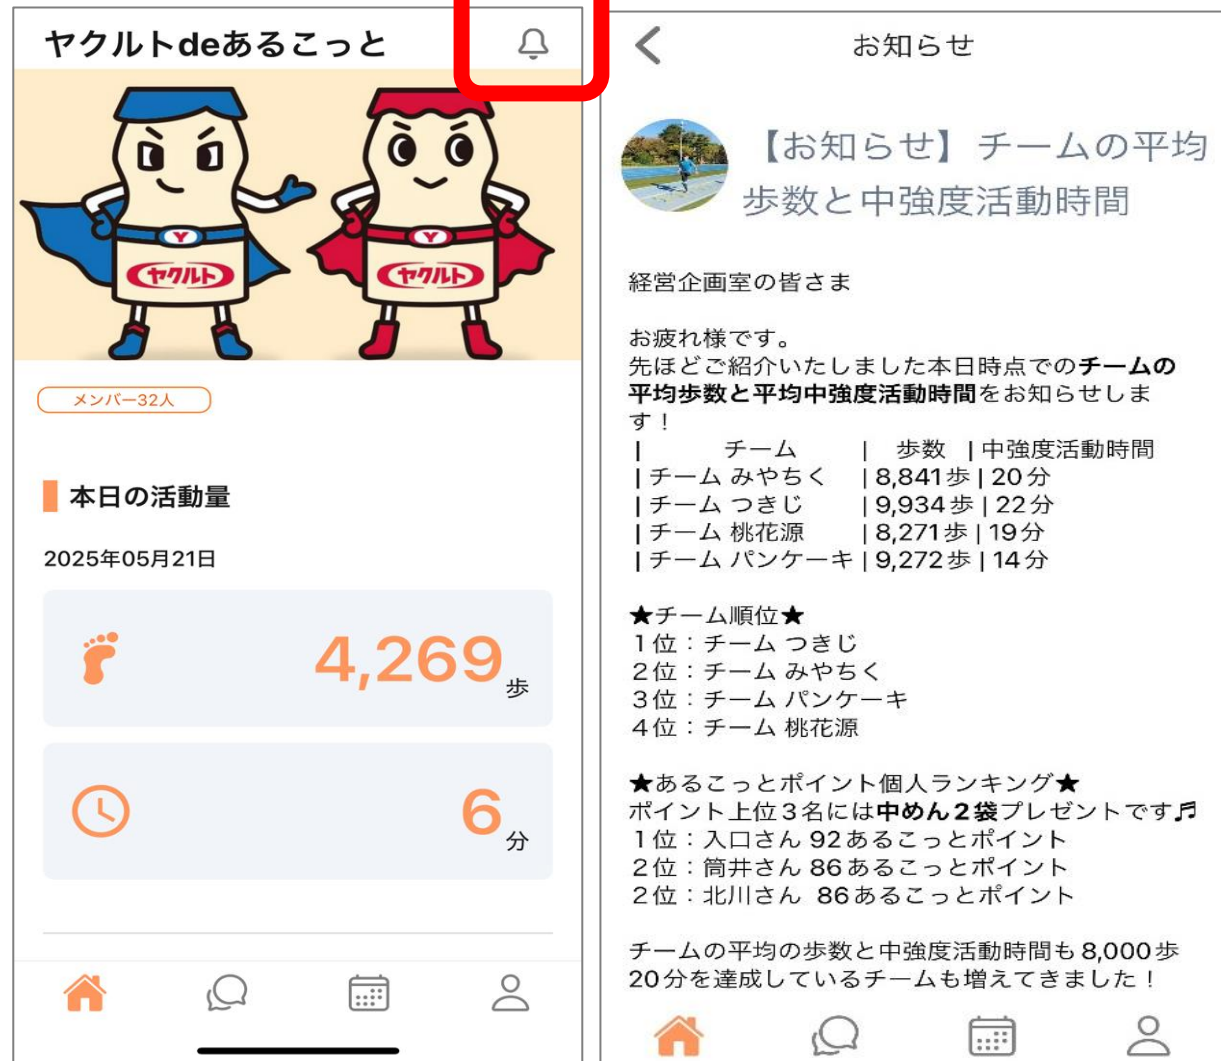 ヤクルトdeあるこっと
Y
ヤクルト
Y
ヤクルト
メンバー32人
本日の活動量
2025年05月21日
4,269歩
6分
お知らせ
【お知らせ】チームの平均
歩数と中強度活動時間
経営企画室の皆さま
お疲れ様です。
先ほどご紹介いたしました本日時点でのチームの
平均歩数と平均中強度活動時間をお知らせしま
す！
| チーム | 歩数 |中強度活動時間
|チーム みやちく |8,841歩|20分
|チーム つきじ |9,934歩|22分
|チーム 桃花源 |8,271歩|19分
|チーム パンケーキ|9,272歩|14分
★チーム順位★
１位：チーム つきじ
２位：チーム みやちく
３位：チーム パンケーキ
４位：チーム 桃花源
★あるこっとポイント個人ランキング★
ポイント上位３名には中めん２袋プレゼントです♬
１位：入口さん 92あるこっとポイント
２位：筒井さん 86あるこっとポイント
２位：北川さん 86あるこっとポイント
チームの平均の歩数と中強度活動時間も8,000歩
20分を達成しているチームも増えてきました！